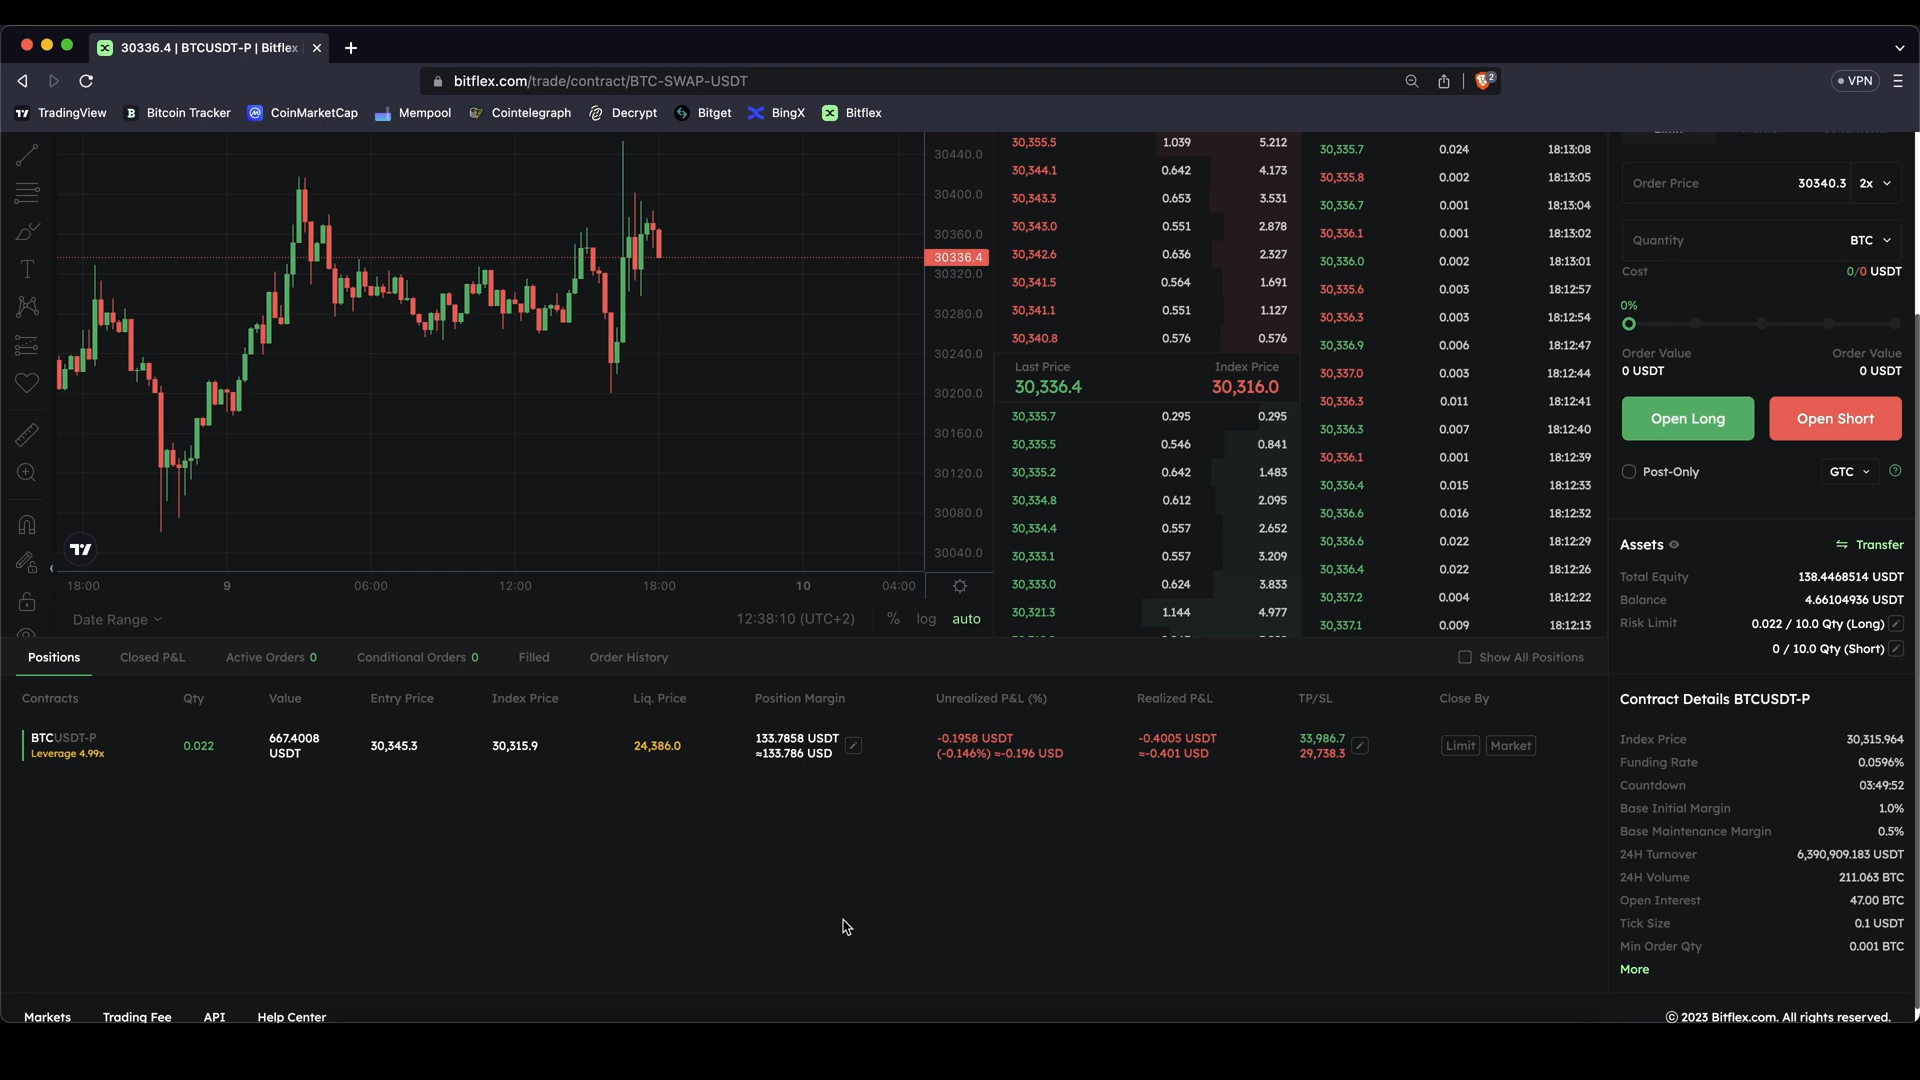 30336.4 | BTCUSDT-P | Bitflex
bitflex.com/trade/contract/BTC-SWAP-USDT
2
VPN
TradingView Bitcoin Tracker CoinMarketCap Mempool Cointelegraph Decrypt Bitget BingX Bitflex
30440.0
30400.0
30360.0
30336.4
30320.0
30280.0
30240.0
30200.0
30160.0
30120.0
30080.0
30040.0
18:00 9 06:00 12:00 18:00 10 04:00
Date Range 12:38:10 (UTC+2) % log auto
30,355.5 1.039 5.212
30,344.1 0.642 4.173
30,343.3 0.653 3.531
30,343.0 0.551 2.878
30,342.6 0.636 2.327
30,341.5 0.564 1.691
30,341.1 0.551 1.127
30,340.8 0.576 0.576
Last Price Index Price
30,336.4 30,316.0
30,335.7 0.295 0.295
30,335.5 0.546 0.841
30,335.2 0.642 1.483
30,334.8 0.612 2.095
30,334.4 0.557 2.652
30,333.1 0.557 3.209
30,333.0 0.624 3.833
30,321.3 1.144 4.977
30,335.7 0.024 18:13:08
30,335.8 0.002 18:13:05
30,336.7 0.001 18:13:04
30,336.1 0.001 18:13:02
30,336.0 0.002 18:13:01
30,335.6 0.003 18:12:57
30,336.3 0.003 18:12:54
30,336.9 0.006 18:12:47
30,337.0 0.003 18:12:44
30,336.3 0.011 18:12:41
30,336.3 0.007 18:12:40
30,336.1 0.001 18:12:39
30,336.4 0.015 18:12:33
30,336.6 0.016 18:12:32
30,336.6 0.022 18:12:29
30,336.4 0.022 18:12:26
30,337.2 0.004 18:12:22
30,337.1 0.009 18:12:13
Order Price 30340.3 2x
Quantity BTC
Cost 0/0 USDT
0%
Order Value Order Value
0 USDT 0 USDT
Open Long Open Short
Post-Only GTC
Assets Transfer
Total Equity 138.4468514 USDT
Balance 4.66104936 USDT
Risk Limit 0.022 / 10.0 Qty (Long)
0 / 10.0 Qty (Short)
Contract Details BTCUSDT-P
Index Price 30,315.964
Funding Rate 0.0596%
Countdown 03:49:52
Base Initial Margin 1.0%
Base Maintenance Margin 0.5%
24H Turnover 6,390,909.183 USDT
24H Volume 211.063 BTC
Open Interest 47.00 BTC
Tick Size 0.1 USDT
Min Order Qty 0.001 BTC
More
Positions Closed P&L Active Orders 0 Conditional Orders 0 Filled Order History Show All Positions
Contracts Qty Value Entry Price Index Price Liq. Price Position Margin Unrealized P&L (%) Realized P&L TP/SL Close By
BTCUSDT-P 0.022 667.4008 30,345.3 30,315.9 24,386.0 133.7858 USDT -0.1958 USDT -0.4005 USDT 33,986.7 Limit Market
Leverage 4.99x USDT ≈133.786 USD (-0.146%) ≈-0.196 USD ≈-0.401 USD 29,738.3
Markets Trading Fee API Help Center © 2023 Bitflex.com. All rights reserved.